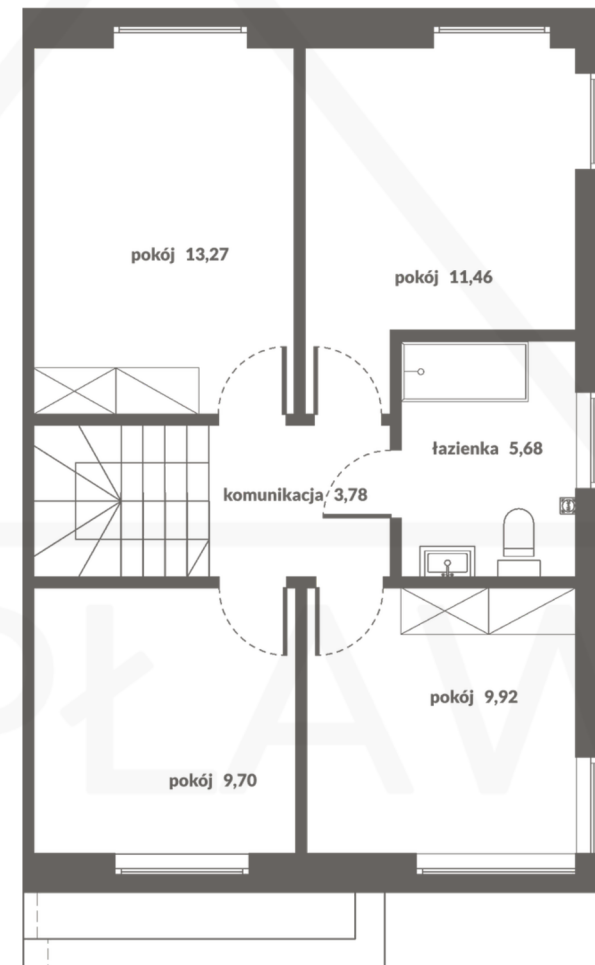 pokój 13,27
pokój 11,46
łazienka 5,68
komunikacja 3,78
pokój 9,92
pokój 9,70